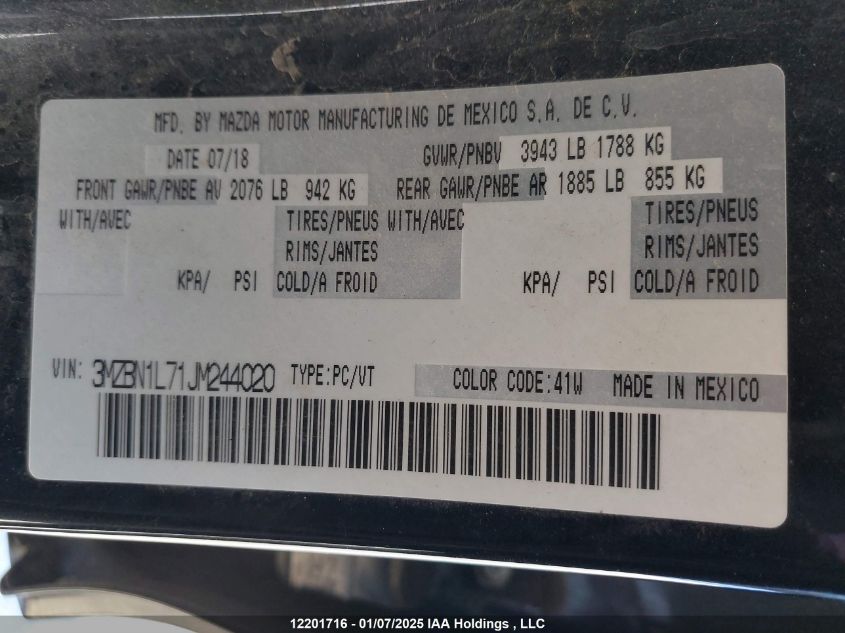 MFD. BY MAZDA MOTOR MANUFACTURING DE MEXICO S.A. DE C.V.
DATE 07/18 GVWR/PNBV 3943 LB 1788 KG
FRONT GAWR/PNBE AV 2076 LB 942 KG REAR GAWR/PNBE AR 1885 LB 855 KG
WITH/AVEC TIRES/PNEUS WITH/AVEC TIRES/PNEUS
RIMS/JANTES RIMS/JANTES
KPA/ PSI COLD/A FROID KPA/ PSI COLD/A FROID
VIN: 3MZBN1L71JM244020 TYPE:PC/VT COLOR CODE:41W MADE IN MEXICO
12201716 - 01/07/2025 IAA Holdings , LLC